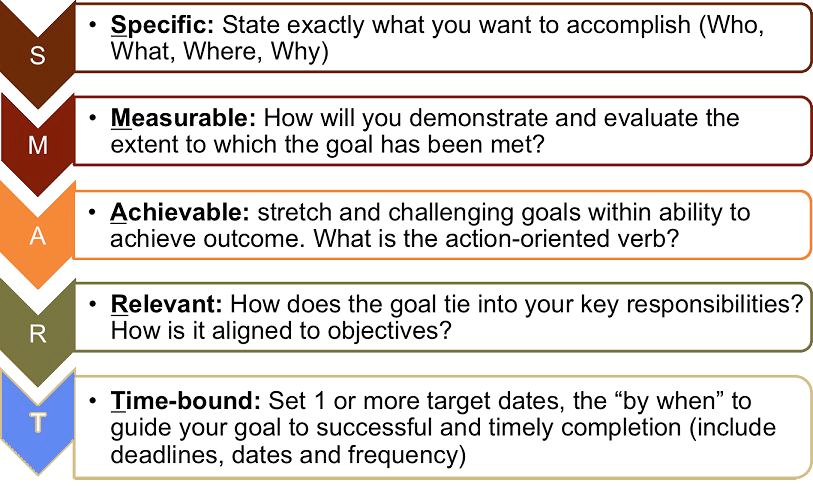 S
• Specific: State exactly what you want to accomplish (Who,
What, Where, Why)
M
• Measurable: How will you demonstrate and evaluate the
extent to which the goal has been met?
A
• Achievable: stretch and challenging goals within ability to
achieve outcome. What is the action-oriented verb?
R
• Relevant: How does the goal tie into your key responsibilities?
How is it aligned to objectives?
T
• Time-bound: Set 1 or more target dates, the “by when” to
guide your goal to successful and timely completion (include
deadlines, dates and frequency)